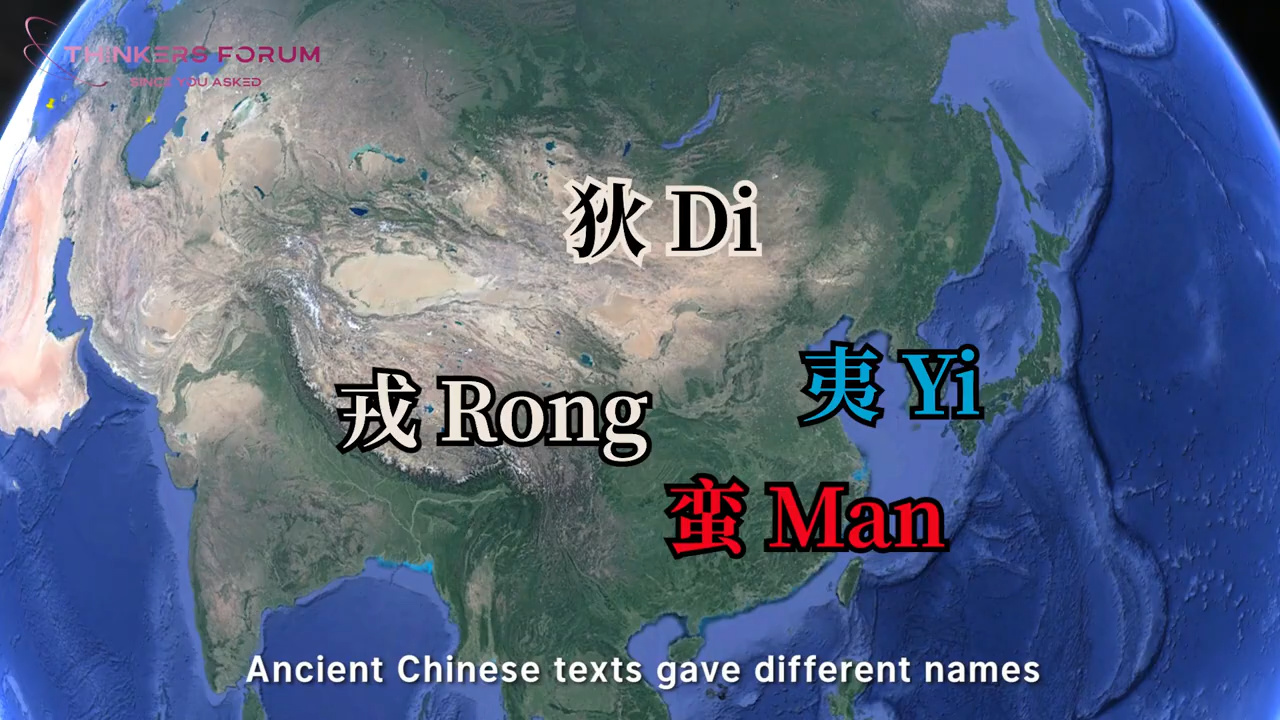 THINKERS FORUM
SINCE YOU ASKED
狄 Di
夷 Yi
戎 Rong
蛮 Man
Ancient Chinese texts gave different names